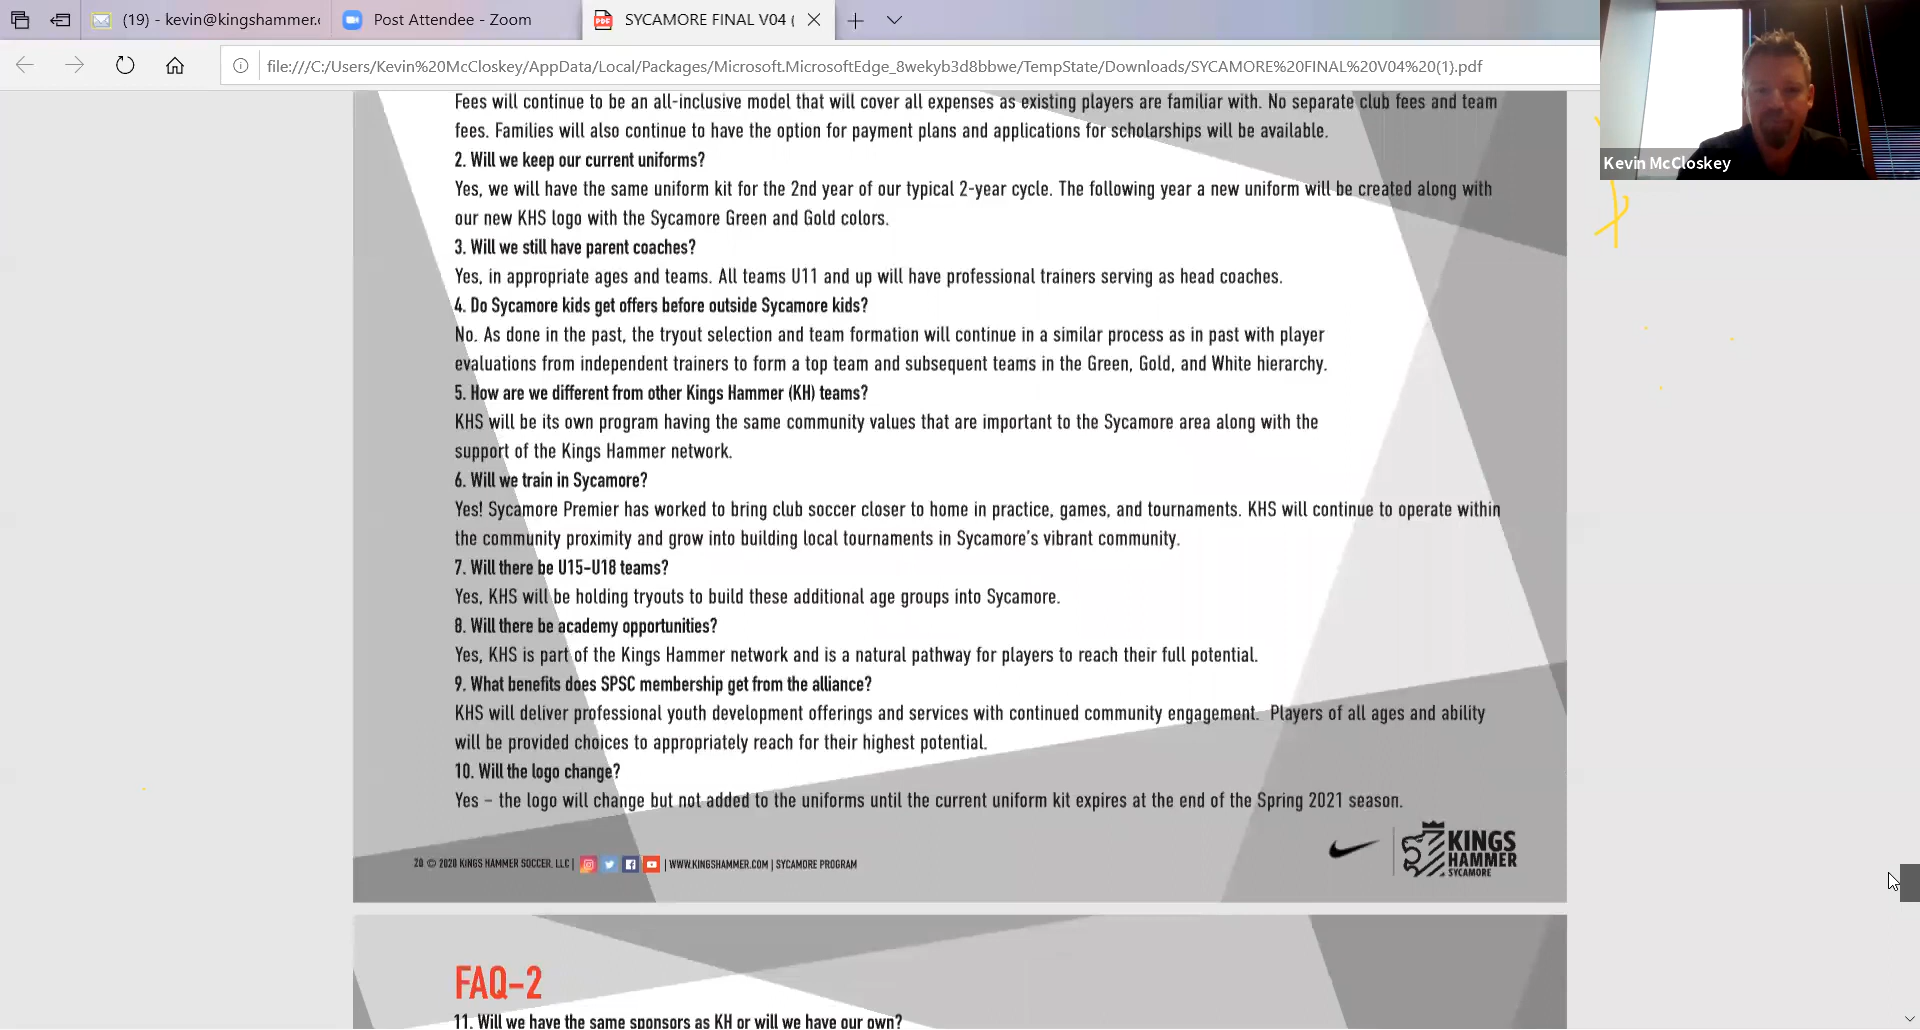 (19) - kevin@kingshammer.c
Post Attendee - Zoom
SYCAMORE FINAL V04 (
file:///C:/Users/Kevin%20McCloskey/AppData/Local/Packages/Microsoft.MicrosoftEdge_8wekyb3d8bbwe/TempState/Downloads/SYCAMORE%20FINAL%20V04%20(1).pdf
Kevin McCloskey
Fees will continue to be an all-inclusive model that will cover all expenses as existing players are familiar with. No separate club fees and team
fees. Families will also continue to have the option for payment plans and applications for scholarships will be available.
2. Will we keep our current uniforms?
Yes, we will have the same uniform kit for the 2nd year of our typical 2-year cycle. The following year a new uniform will be created along with
our new KHS logo with the Sycamore Green and Gold colors.
3. Will we still have parent coaches?
Yes, in appropriate ages and teams. All teams U11 and up will have professional trainers serving as head coaches.
4. Do Sycamore kids get offers before outside Sycamore kids?
No. As done in the past, the tryout selection and team formation will continue in a similar process as in past with player
evaluations from independent trainers to form a top team and subsequent teams in the Green, Gold, and White hierarchy.
5. How are we different from other Kings Hammer (KH) teams?
KHS will be its own program having the same community values that are important to the Sycamore area along with the
support of the Kings Hammer network.
6. Will we train in Sycamore?
Yes! Sycamore Premier has worked to bring club soccer closer to home in practice, games, and tournaments. KHS will continue to operate within
the community proximity and grow into building local tournaments in Sycamore's vibrant community.
7. Will there be U15-U18 teams?
Yes, KHS will be holding tryouts to build these additional age groups into Sycamore.
8. Will there be academy opportunities?
Yes, KHS is part of the Kings Hammer network and is a natural pathway for players to reach their full potential.
9. What benefits does SPSC membership get from the alliance?
KHS will deliver professional youth development offerings and services with continued community engagement. Players of all ages and ability
will be provided choices to appropriately reach for their highest potential.
10. Will the logo change?
Yes – the logo will change but not added to the uniforms until the current uniform kit expires at the end of the Spring 2021 season.
20 © 2020 KINGS HAMMER SOCCER, LLC | | WWW.KINGSHAMMER.COM | SYCAMORE PROGRAM
KINGS
HAMMER
SYCAMORE
FAQ-2
11. Will we have the same sponsors as KH or will we have our own?